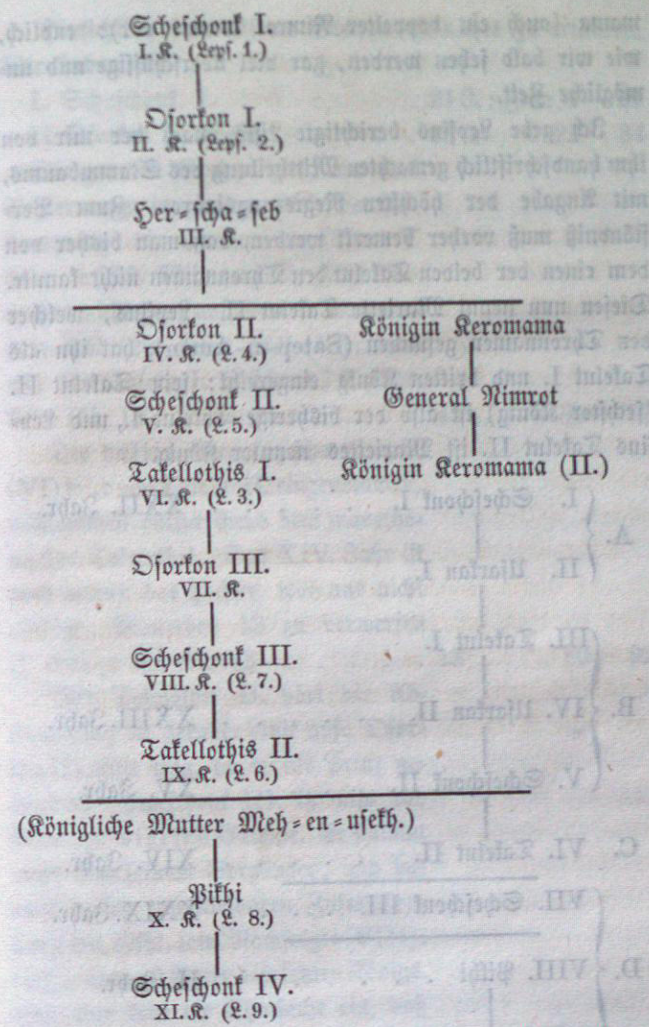 Scheschonk I.
I. K. (Leps. 1.)
Osorkon I.
II. K. (Leps. 2.)
Her-scha-seb
III. K.
Osorkon II. Königin Keromama
IV. K. (L. 4.)
Scheschonk II. General Nimrot
V. K. (L. 5.)
Takellothis I. Königin Keromama (II.)
VI. K. (L. 3.)
Osorkon III.
VII. K.
Scheschonk III.
VIII. K. (L. 7.)
Takellothis II.
IX. K. (L. 6.)
(Königliche Mutter Meh-en-usekh.)
Pikhi
X. K. (L. 8.)
Scheschonk IV.
XI. K. (L. 9.)